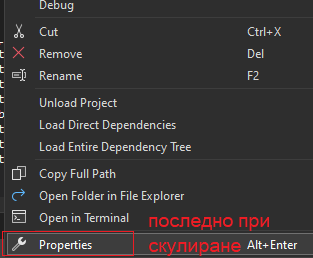 Debug
Cut Ctrl+X
Remove Del
Rename F2
Unload Project
Load Direct Dependencies
Load Entire Dependency Tree
Copy Full Path
Open Folder in File Explorer
Open in Terminal последно при
Properties скулиране Alt+Enter